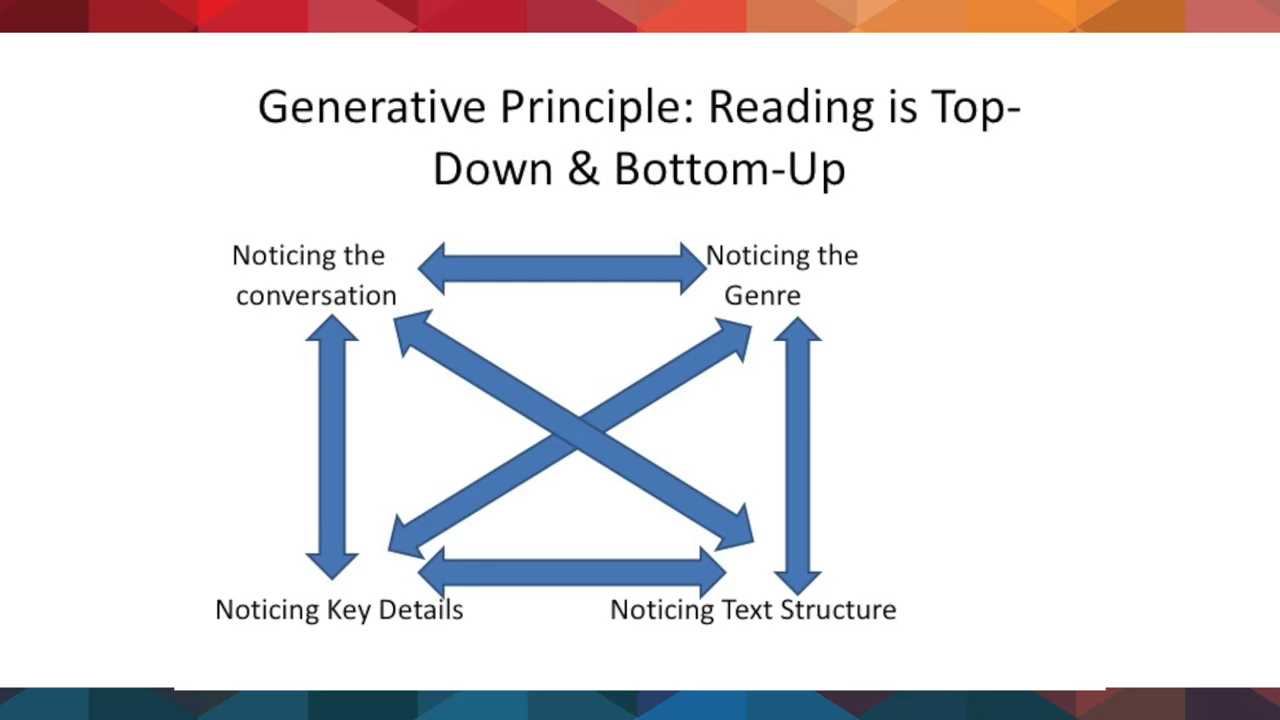 Generative Principle: Reading is Top-
Down & Bottom-Up
Noticing the
conversation
Noticing the
Genre
Noticing Key Details
Noticing Text Structure